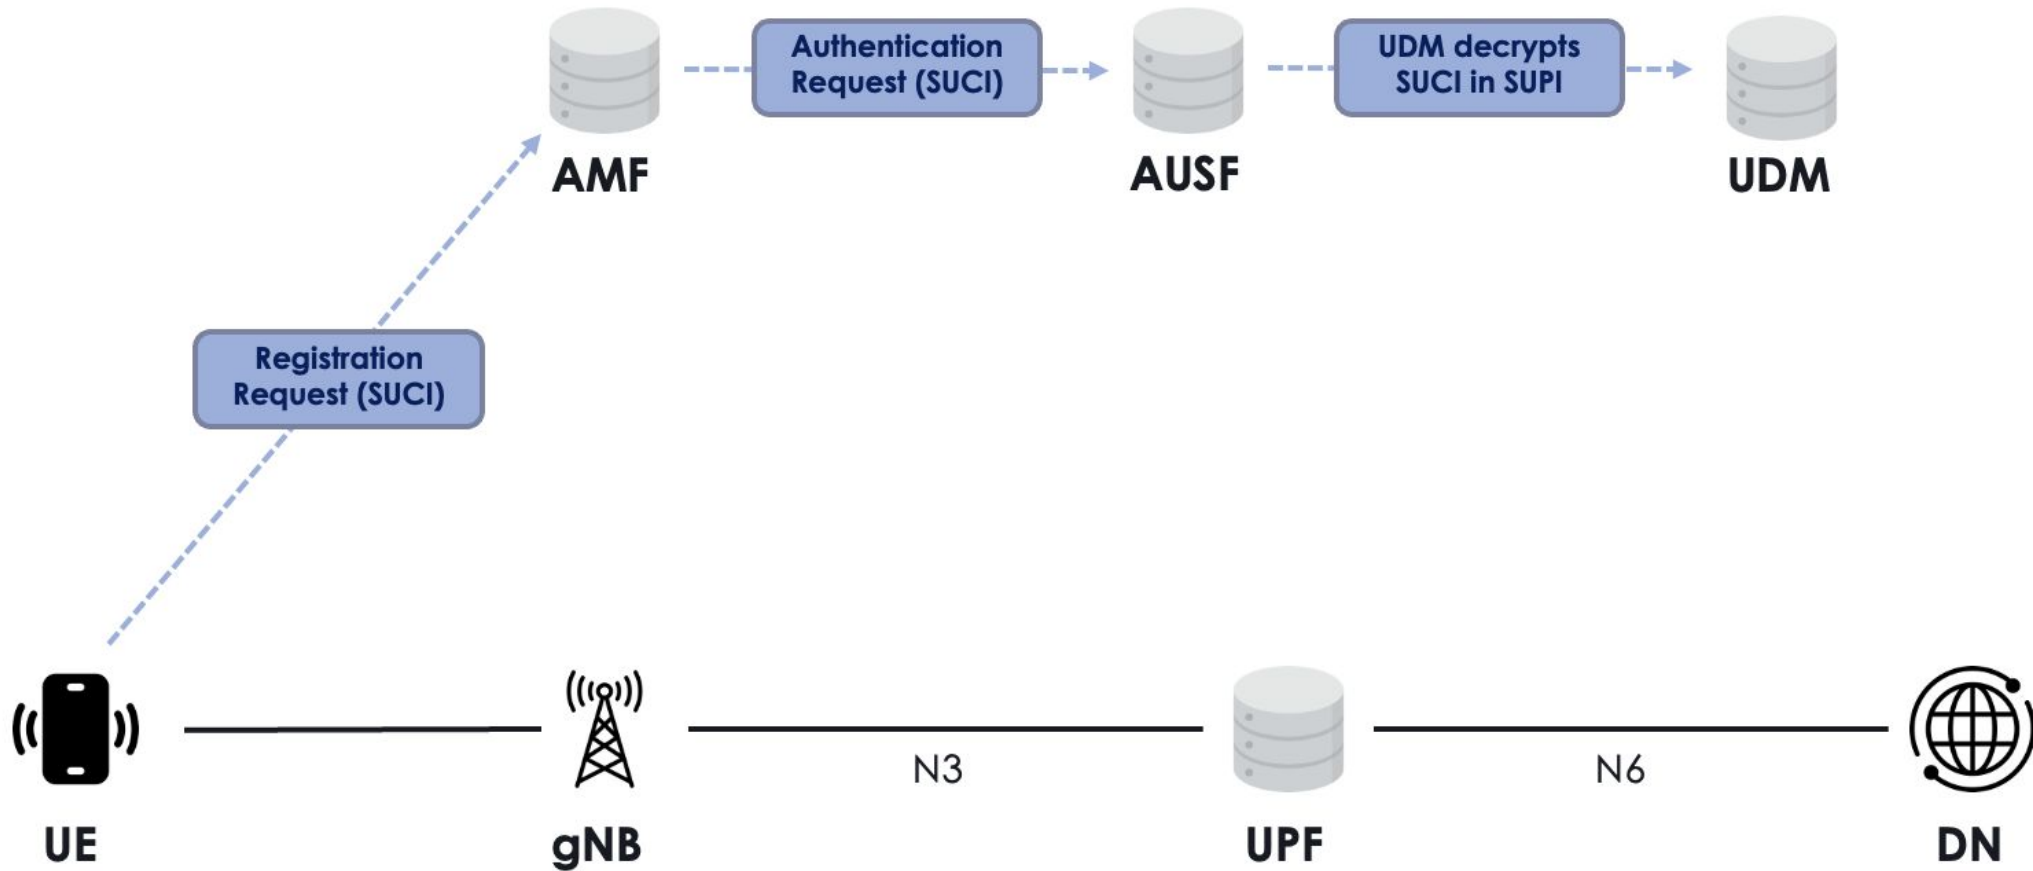 Authentication
Request (SUCI)
UDM decrypts
SUCI in SUPI
AMF
AUSF
UDM
Registration
Request (SUCI)
N3
N6
UE
gNB
UPF
DN